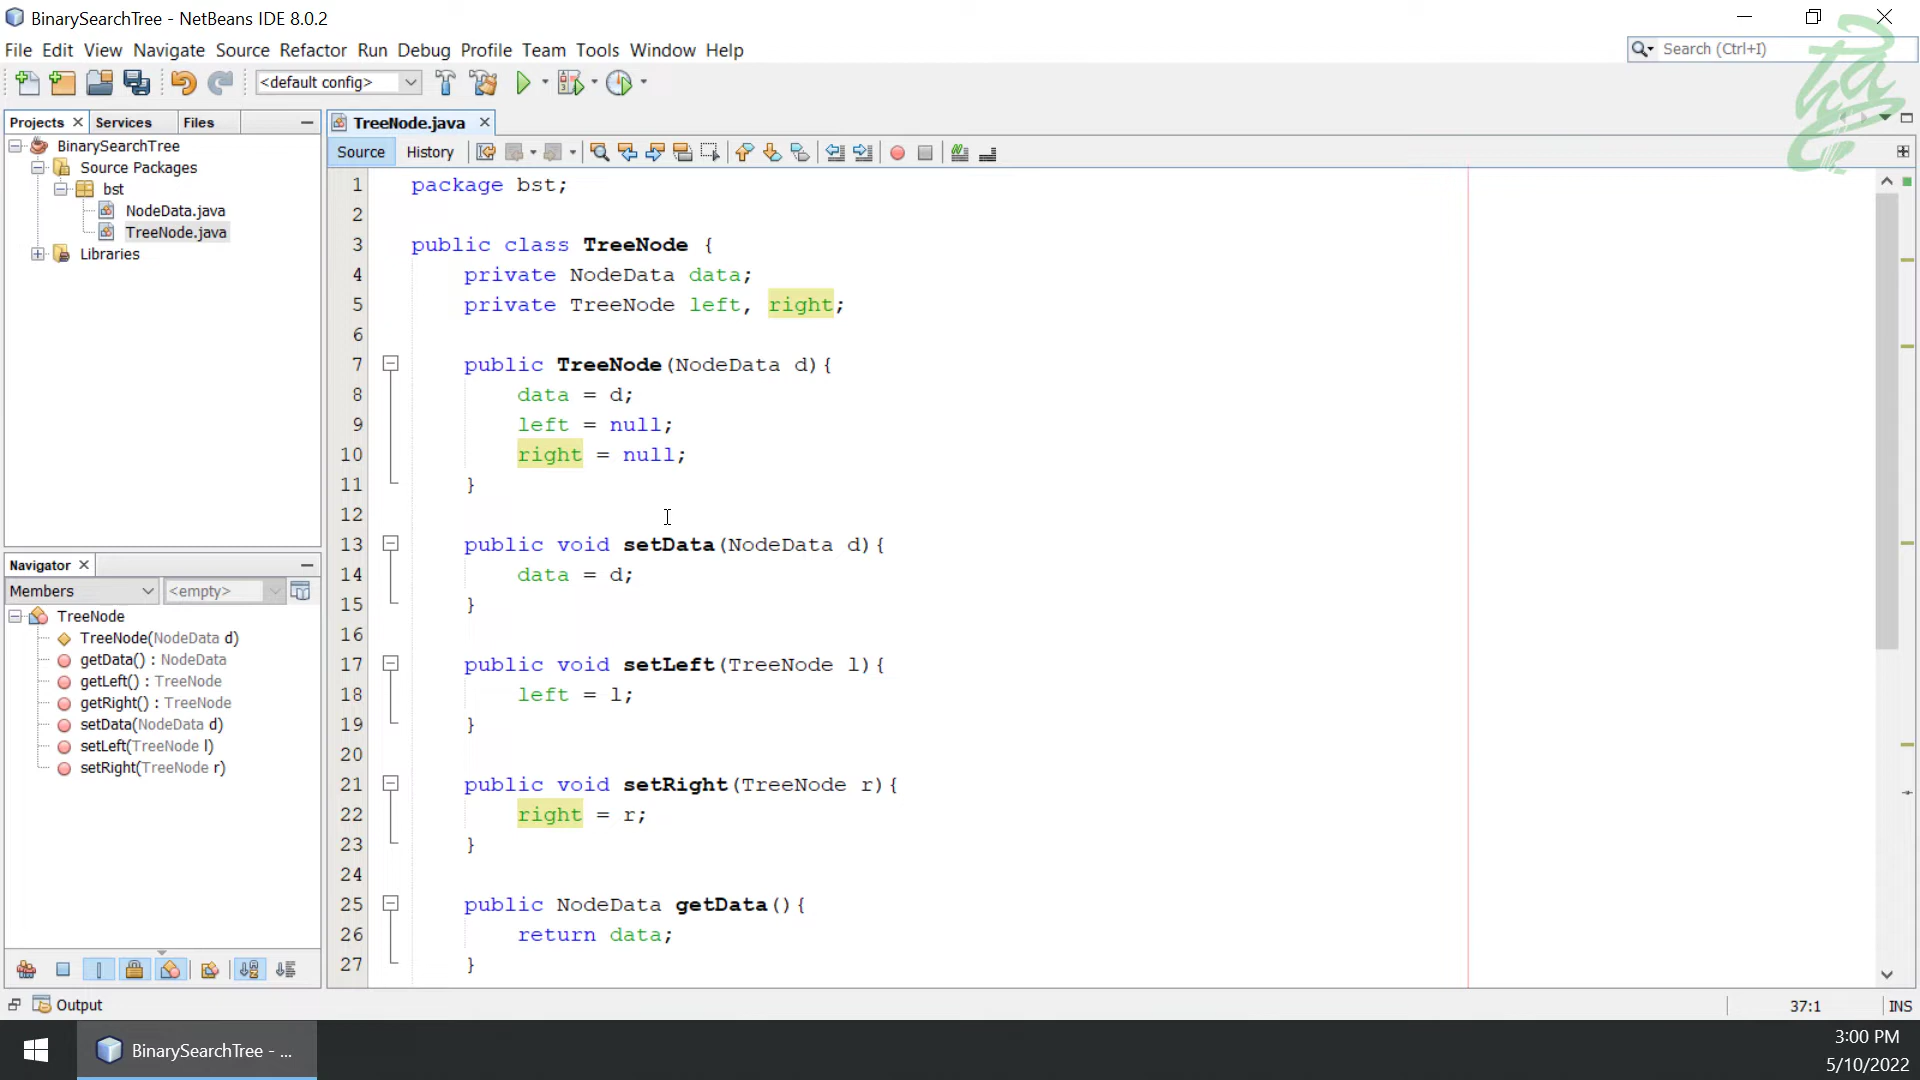 BinarySearchTree - NetBeans IDE 8.0.2
File Edit View Navigate Source Refactor Run Debug Profile Team Tools Window Help
Search (Ctrl+I)
<default config>
Projects Services Files
TreeNode.java
BinarySearchTree
Source Packages
bst
NodeData.java
TreeNode.java
Libraries
Source History
1 package bst;
2
3 public class TreeNode {
4 private NodeData data;
5 private TreeNode left, right;
6
7 public TreeNode(NodeData d){
8 data = d;
9 left = null;
10 right = null;
11 }
12
13 public void setData(NodeData d){
14 data = d;
15 }
16
17 public void setLeft(TreeNode l){
18 left = l;
19 }
20
21 public void setRight(TreeNode r){
22 right = r;
23 }
24
25 public NodeData getData(){
26 return data;
27 }
Navigator
Members <empty>
TreeNode
TreeNode(NodeData d)
getData() : NodeData
getLeft() : TreeNode
getRight() : TreeNode
setData(NodeData d)
setLeft(TreeNode l)
setRight(TreeNode r)
Output
37:1 INS
BinarySearchTree - ...
3:00 PM
5/10/2022